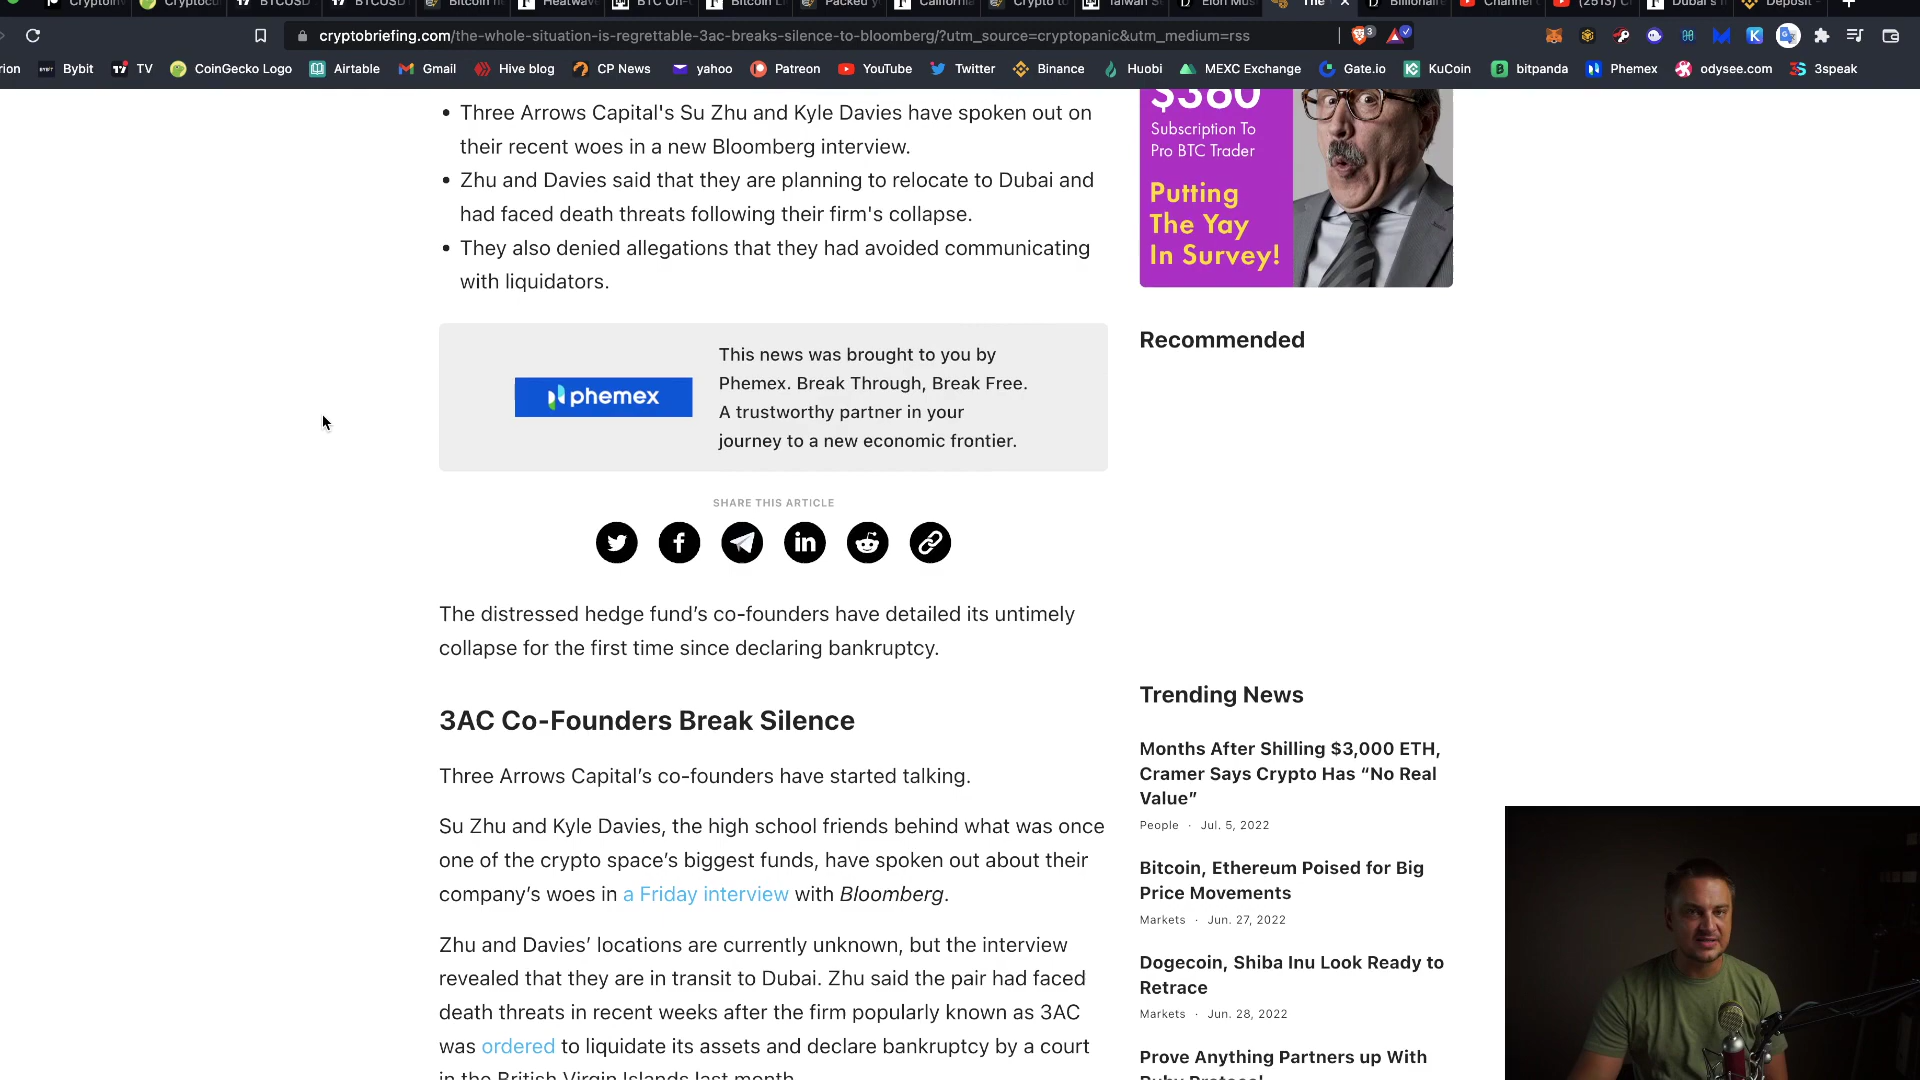 Cryptoin
Cryptocu
BTCUSD
BTCUSD
Bitcoin ne
Heatwave
BTC On-
Bitcoin Li
Packed y
California
Crypto to
Taiwan S
Elon Mus
The
Billionaire
Channel
(2513) C
Dubai's
Deposit
cryptobriefing.com/the-whole-situation-is-regrettable-3ac-breaks-silence-to-bloomberg/?utm_source=cryptopanic&utm_medium=rss
rion Bybit TV CoinGecko Logo Airtable Gmail Hive blog CP News yahoo Patreon YouTube Twitter Binance Huobi MEXC Exchange Gate.io KuCoin bitpanda Phemex odysee.com 3speak
• Three Arrows Capital's Su Zhu and Kyle Davies have spoken out on
their recent woes in a new Bloomberg interview.
• Zhu and Davies said that they are planning to relocate to Dubai and
had faced death threats following their firm's collapse.
• They also denied allegations that they had avoided communicating
with liquidators.
$360
Subscription To
Pro BTC Trader
Putting
The Yay
In Survey!
phemex
This news was brought to you by
Phemex. Break Through, Break Free.
A trustworthy partner in your
journey to a new economic frontier.
SHARE THIS ARTICLE
The distressed hedge fund’s co-founders have detailed its untimely
collapse for the first time since declaring bankruptcy.
3AC Co-Founders Break Silence
Three Arrows Capital’s co-founders have started talking.
Su Zhu and Kyle Davies, the high school friends behind what was once
one of the crypto space’s biggest funds, have spoken out about their
company’s woes in a Friday interview with Bloomberg.
Zhu and Davies’ locations are currently unknown, but the interview
revealed that they are in transit to Dubai. Zhu said the pair had faced
death threats in recent weeks after the firm popularly known as 3AC
was ordered to liquidate its assets and declare bankruptcy by a court
in the British Virgin Islands last month.
Recommended
Trending News
Months After Shilling $3,000 ETH,
Cramer Says Crypto Has “No Real
Value”
People · Jul. 5, 2022
Bitcoin, Ethereum Poised for Big
Price Movements
Markets · Jun. 27, 2022
Dogecoin, Shiba Inu Look Ready to
Retrace
Markets · Jun. 28, 2022
Prove Anything Partners up With
Ruby Protocol